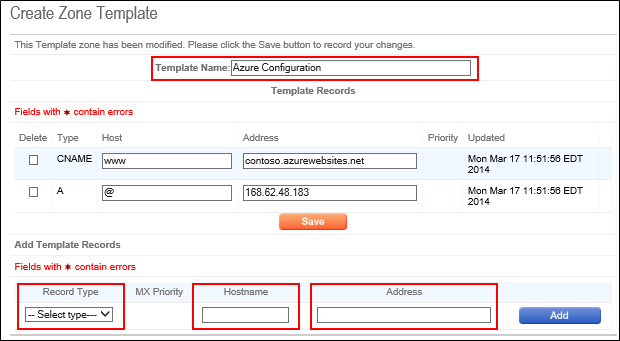 Create Zone Template
This Template zone has been modified. Please click the Save button to record your changes.
Template Name: Azure Configuration
Template Records
Fields with * contain errors
Delete Type Host Address Priority Updated
CNAME www contoso.azurewebsites.net Mon Mar 17 11:51:56 EDT
2014
A @ 168.62.48.183 Mon Mar 17 11:51:56 EDT
2014
Save
Add Template Records
Fields with * contain errors
Record Type MX Priority Hostname Address
-- Select type--- Add